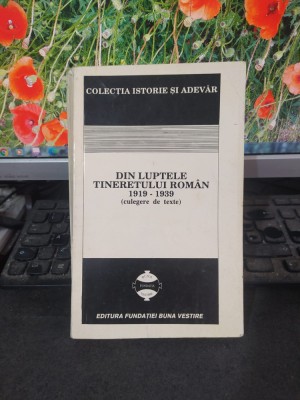 COLECȚIA ISTORIE ȘI ADEVĂR
DIN LUPTELE
TINERETULUI ROMÂN
1919 - 1939
(culegere de texte)
EDITURA FUNDAȚIEI BUNA VESTIRE